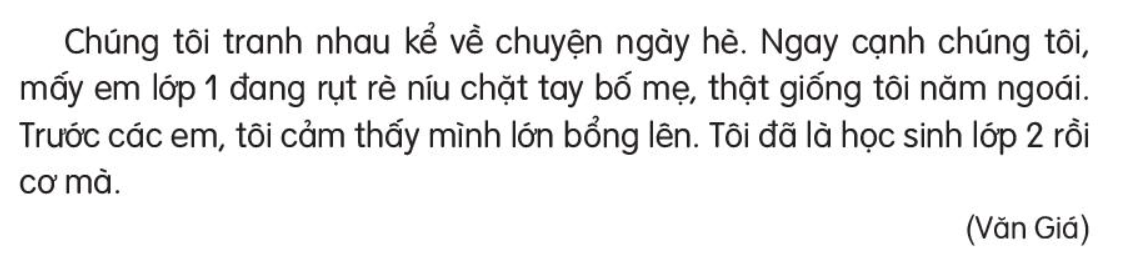 Chúng tôi tranh nhau kể về chuyện ngày hè. Ngay cạnh chúng tôi,
mấy em lớp 1 đang rụt rè níu chặt tay bố mẹ, thật giống tôi năm ngoái.
Trước các em, tôi cảm thấy mình lớn bổng lên. Tôi đã là học sinh lớp 2 rồi
cơ mà.
(Văn Giá)